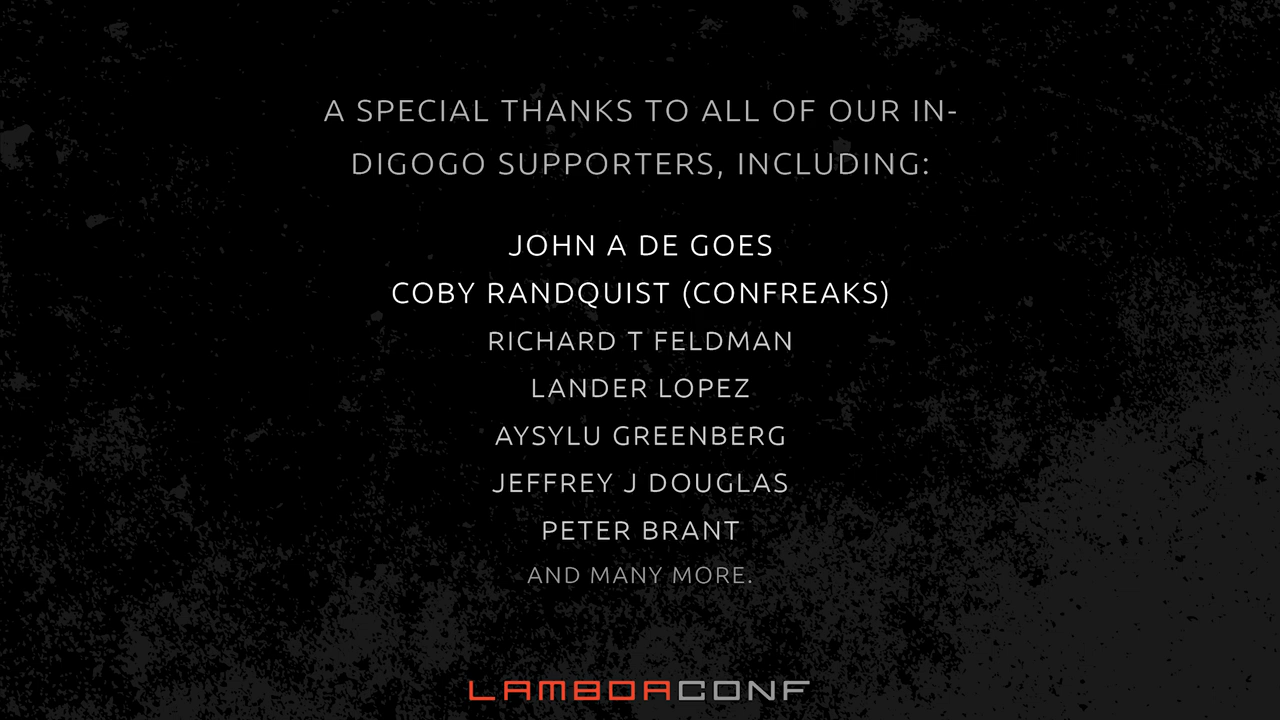 A SPECIAL THANKS TO ALL OF OUR IN-
DIGOGO SUPPORTERS, INCLUDING:
JOHN A DE GOES
COBY RANDQUIST (CONFREAKS)
RICHARD T FELDMAN
LANDER LOPEZ
AYSYLU GREENBERG
JEFFREY J DOUGLAS
PETER BRANT
AND MANY MORE.
LAMBDACONF